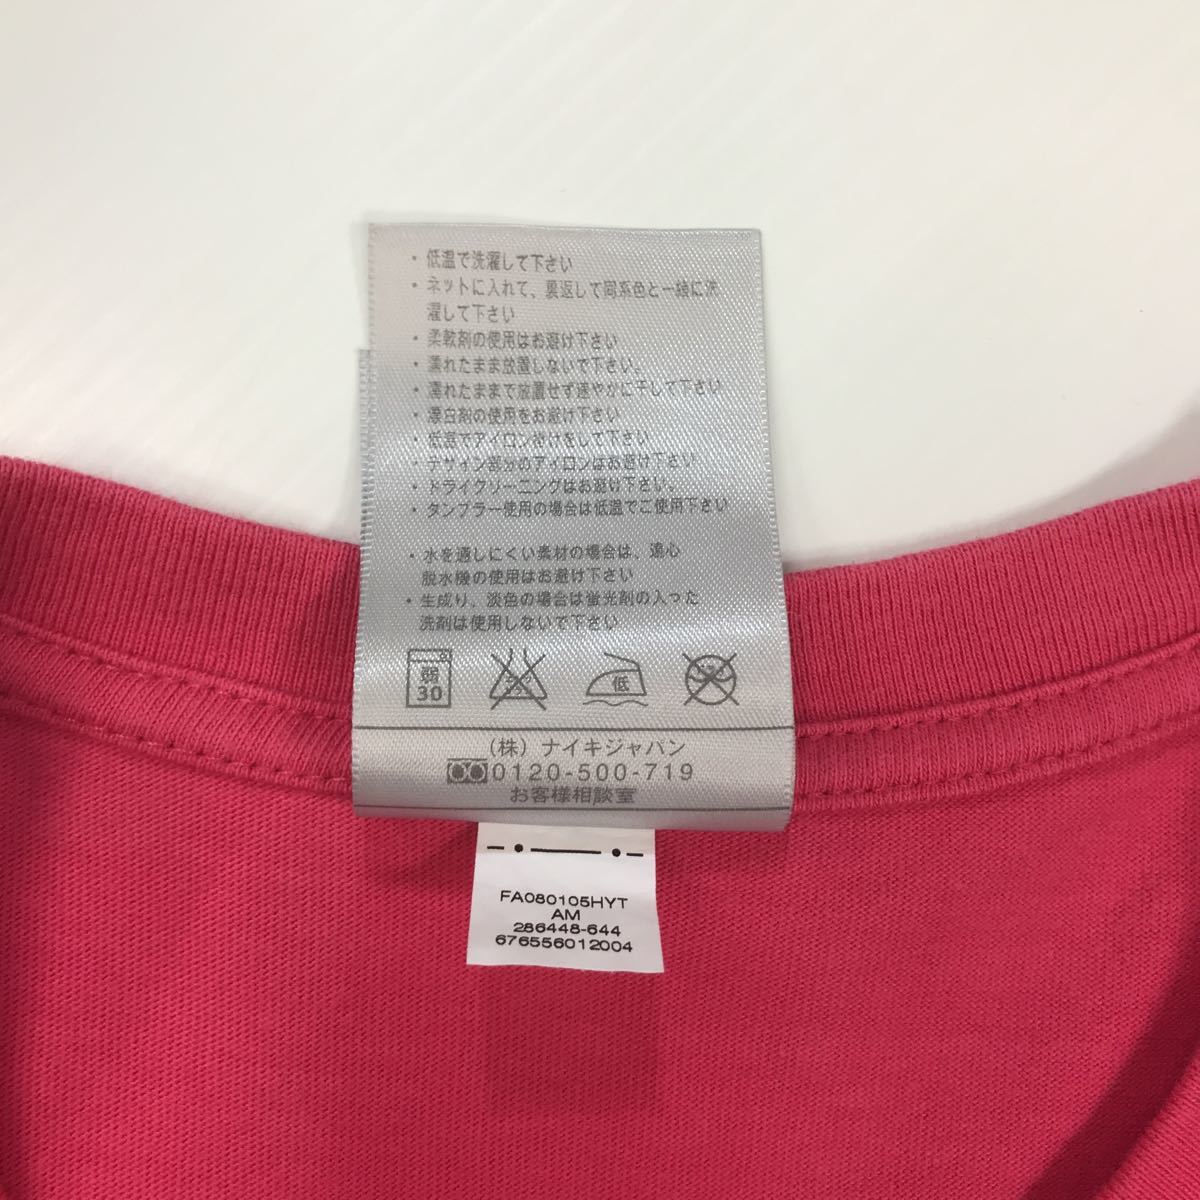 ・低温で洗濯して下さい
・ネットに入れて、裏返して同系色と一緒に洗
濯して下さい
・柔軟剤の使用はお避け下さい
・濡れたまま放置しないで下さい。
・濡れたままで放置せず速やかに干して下さい
・漂白剤の使用をお避け下さい
・低温でアイロン掛けをして下さい
・デザイン部分のアイロンはお避け下さい
・ドライクリーニングはお避け下さい。
・タンブラー使用の場合は低温でご使用下さい
・水を通しにくい素材の場合は、遠心
脱水機の使用はお避け下さい
・生成り、淡色の場合は蛍光剤の入った
洗剤は使用しないで下さい
弱 低
30
(株) ナイキジャパン
0120-500-719
お客様相談室
FA080105HYT
AM
286448-644
676556012004